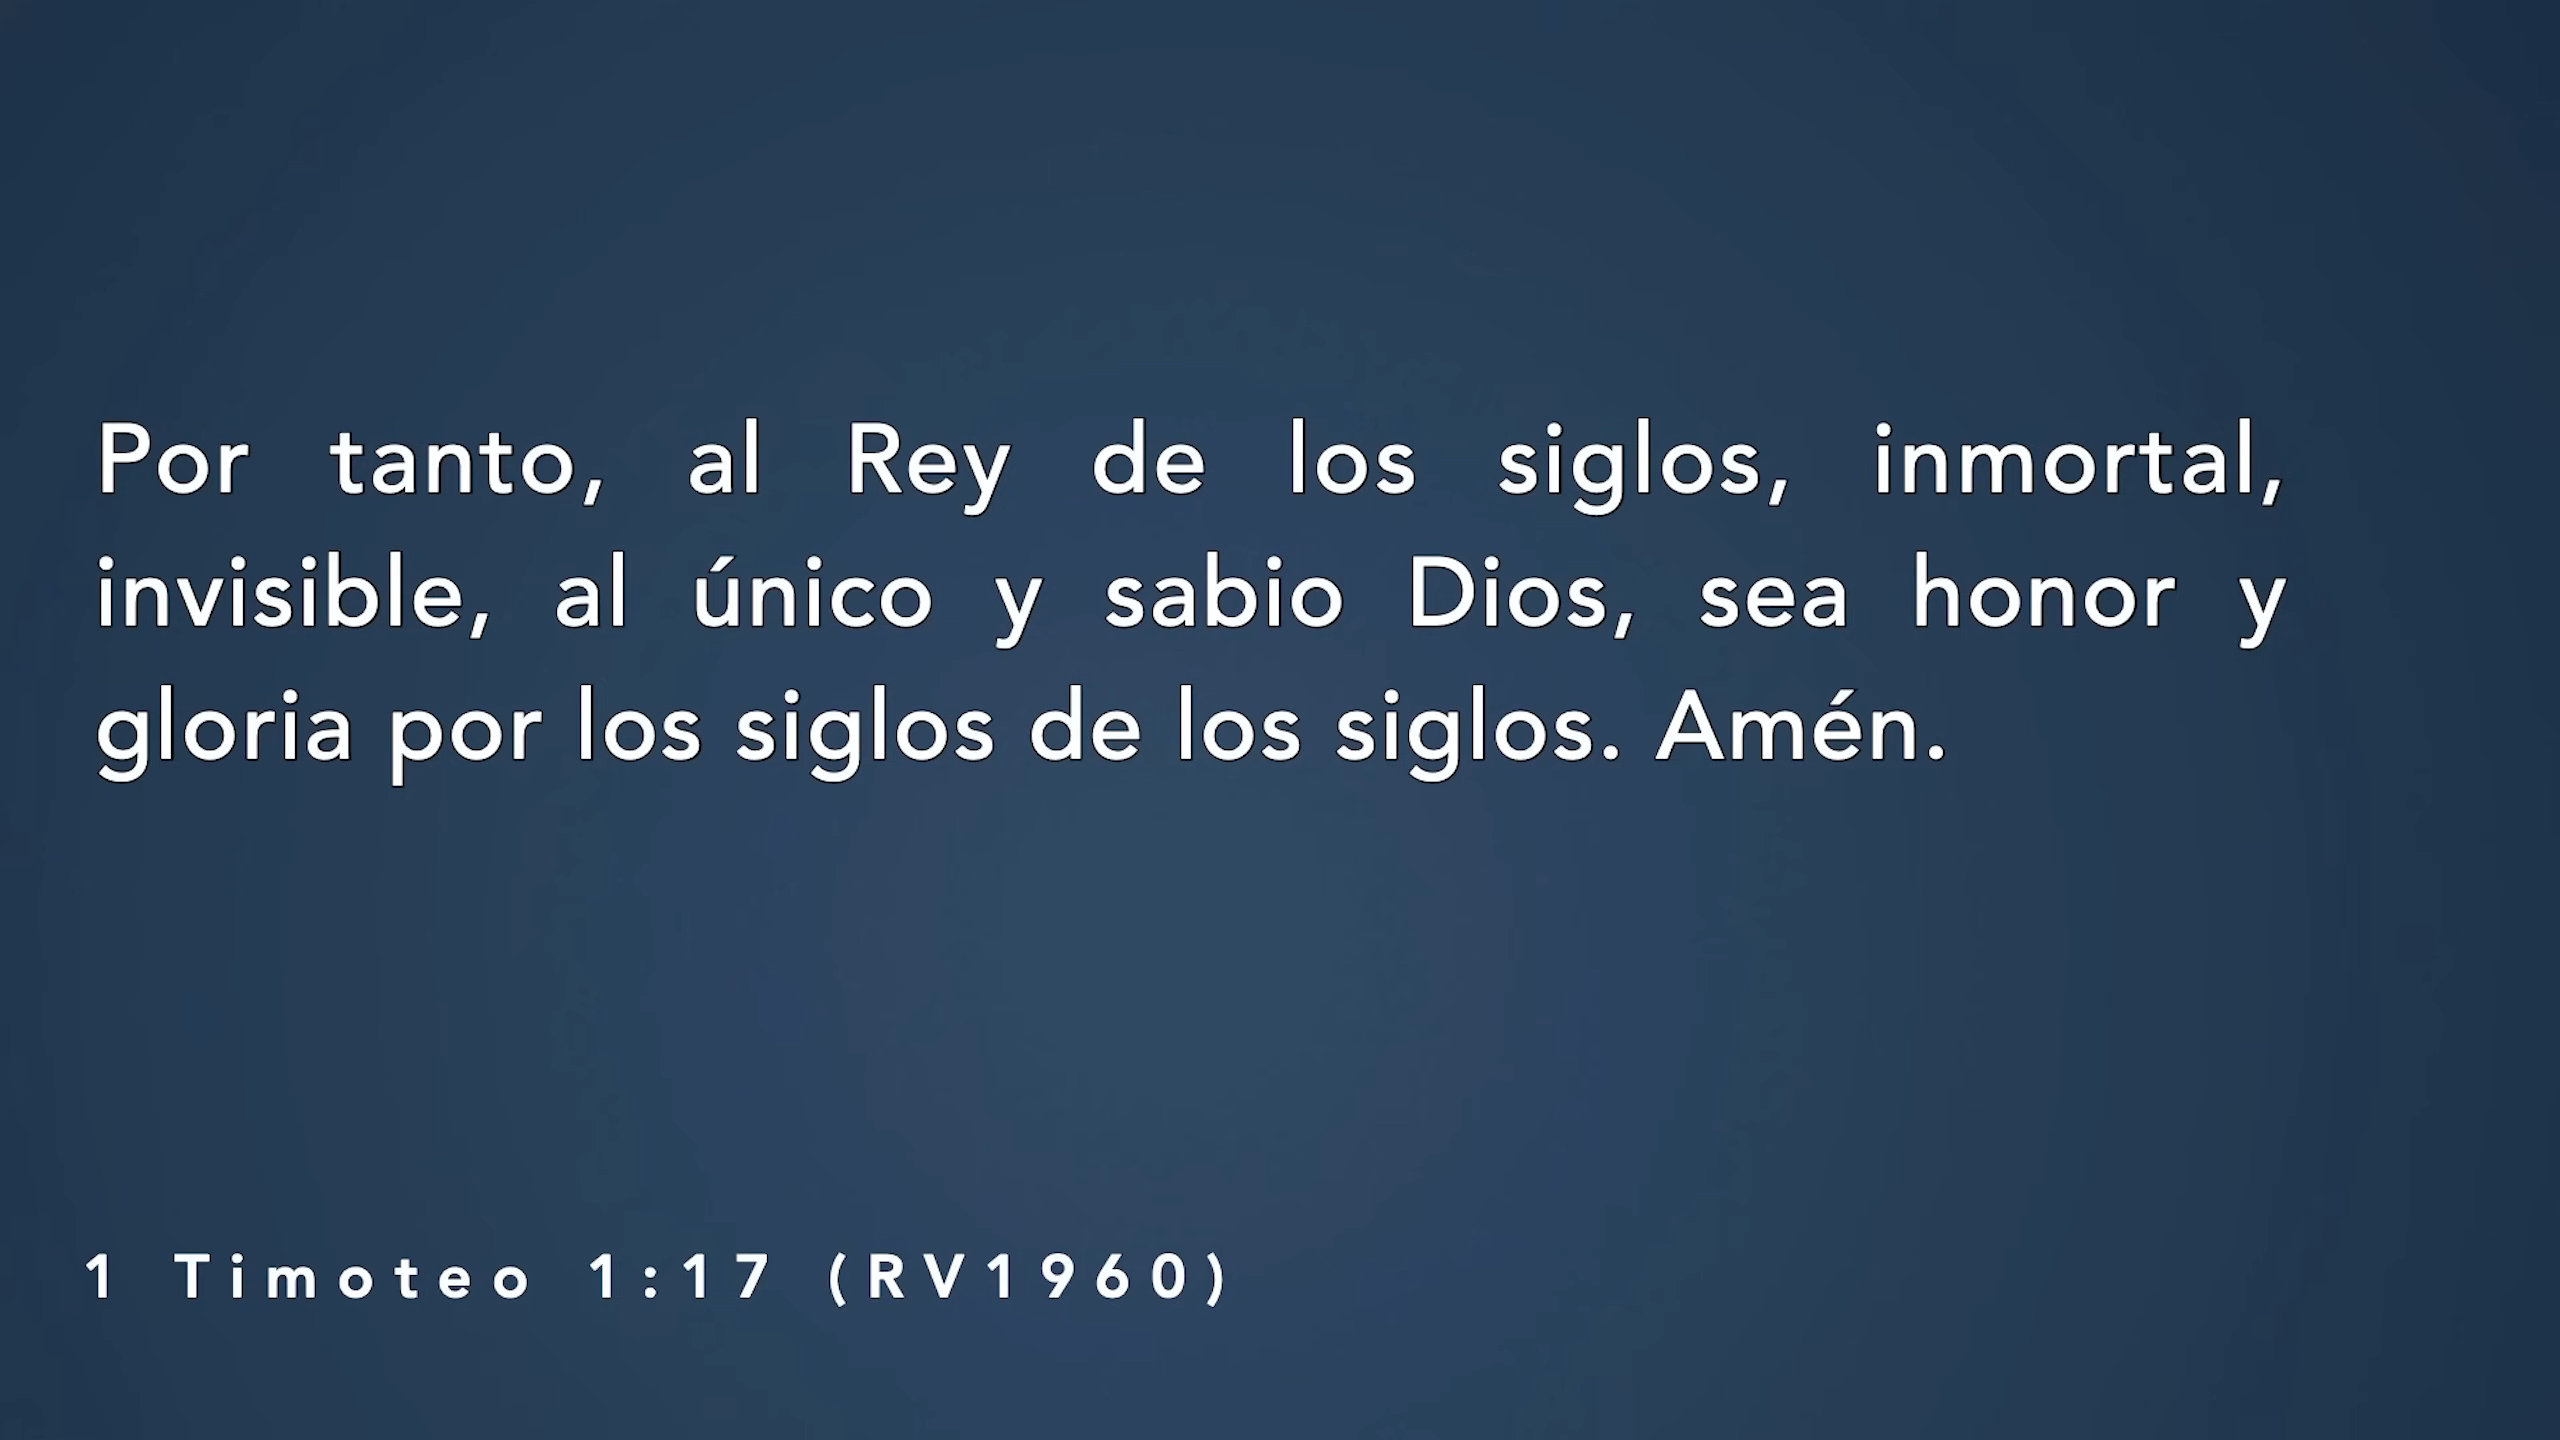 Por tanto, al Rey de los siglos, inmortal,
invisible, al único y sabio Dios, sea honor y
gloria por los siglos de los siglos. Amén.
1 Timoteo 1:17 (RV1960)